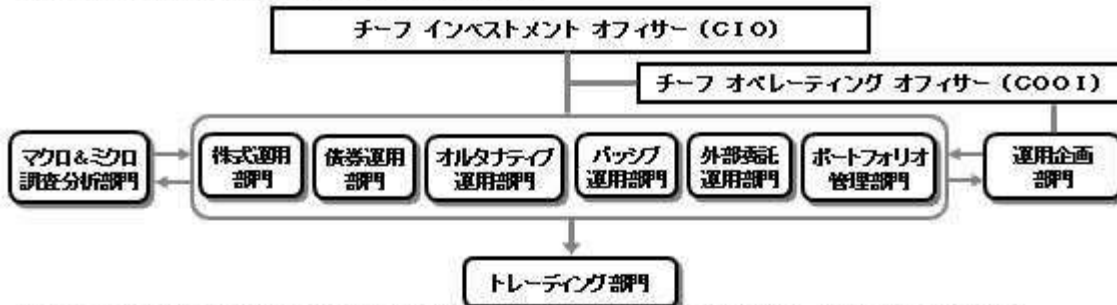 チーフ インベストメント オフィサー（CIO）
チーフ オペレーティング オフィサー（COOI）
マクロ＆ミクロ
調査分析部門
株式運用
部門
債券運用
部門
オルタナティブ
運用部門
パッシブ
運用部門
外部委託
運用部門
ポートフォリオ
管理部門
運用企画
部門
トレーディング部門